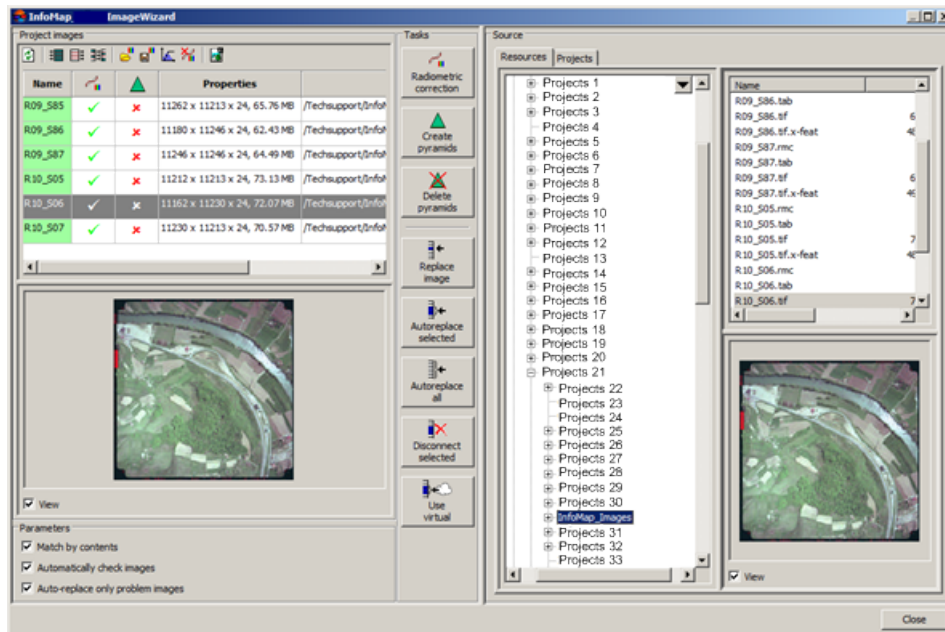 InfoMap_ ImageWizard
Project images
Name Properties
R09_S85 11262 x 11213 x 24, 65.76 MB /Techsupport/InfoM
R09_S86 11180 x 11246 x 24, 62.43 MB /Techsupport/InfoM
R09_S87 11246 x 11246 x 24, 64.49 MB /Techsupport/InfoM
R10_S05 11212 x 11213 x 24, 73.13 MB /Techsupport/InfoM
R10_S06 11162 x 11230 x 24, 72.07 MB /Techsupport/InfoM
R10_S07 11230 x 11213 x 24, 70.57 MB /Techsupport/InfoM
View
Parameters
Match by contents
Automatically check images
Auto-replace only problem images
Tasks
Radiometric
correction
Create
pyramids
Delete
pyramids
Replace
image
Autoreplace
selected
Autoreplace
all
Disconnect
selected
Use
virtual
Source
Resources Projects
Projects 1
Projects 2
Projects 3
Projects 4
Projects 5
Projects 6
Projects 7
Projects 8
Projects 9
Projects 10
Projects 11
Projects 12
Projects 13
Projects 14
Projects 15
Projects 16
Projects 17
Projects 18
Projects 19
Projects 20
Projects 21
Projects 22
Projects 23
Projects 24
Projects 25
Projects 26
Projects 27
Projects 28
Projects 29
Projects 30
InfoMap_Images
Projects 31
Projects 32
Projects 33
Name
R09_S86.tab
R09_S86.tif 6
R09_S86.tif.x-feat 48
R09_S87.rmc
R09_S87.tab
R09_S87.tif 6
R09_S87.tif.x-feat 49
R10_S05.rmc
R10_S05.tab
R10_S05.tif 7
R10_S05.tif.x-feat 48
R10_S06.rmc
R10_S06.tab
R10_S06.tif 7
View
Close